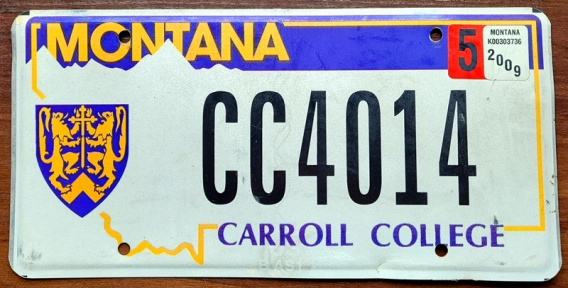 MONTANA
5
MONTANA
K00303736
2009
CC4014
CARROLL COLLEGE